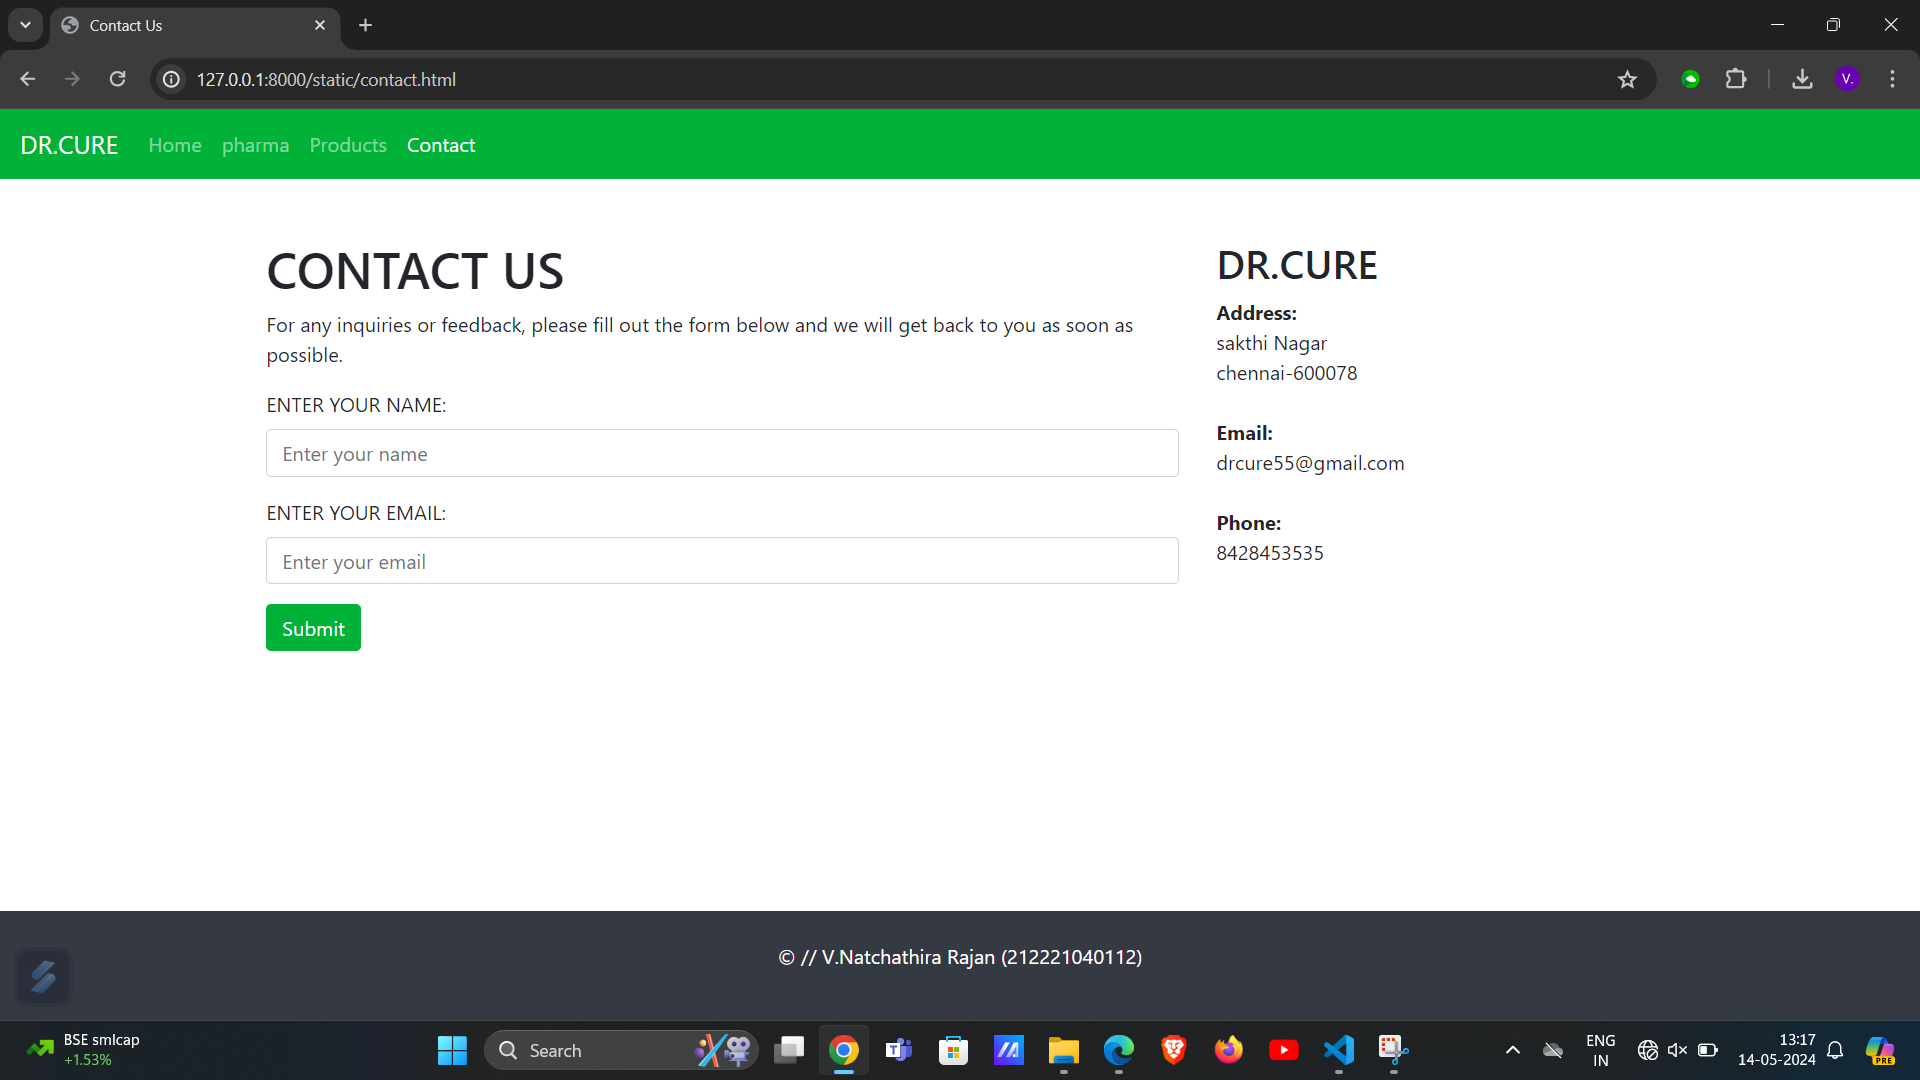 Contact Us
127.0.0.1:8000/static/contact.html
V.
DR.CURE Home pharma Products Contact
CONTACT US
For any inquiries or feedback, please fill out the form below and we will get back to you as soon as
possible.
ENTER YOUR NAME:
Enter your name
ENTER YOUR EMAIL:
Enter your email
Submit
DR.CURE
Address:
sakthi Nagar
chennai-600078
Email:
drcure55@gmail.com
Phone:
8428453535
© // V.Natchathira Rajan (212221040112)
BSE smlcap
+1.53%
Search
ENG
IN
13:17
14-05-2024
PRE